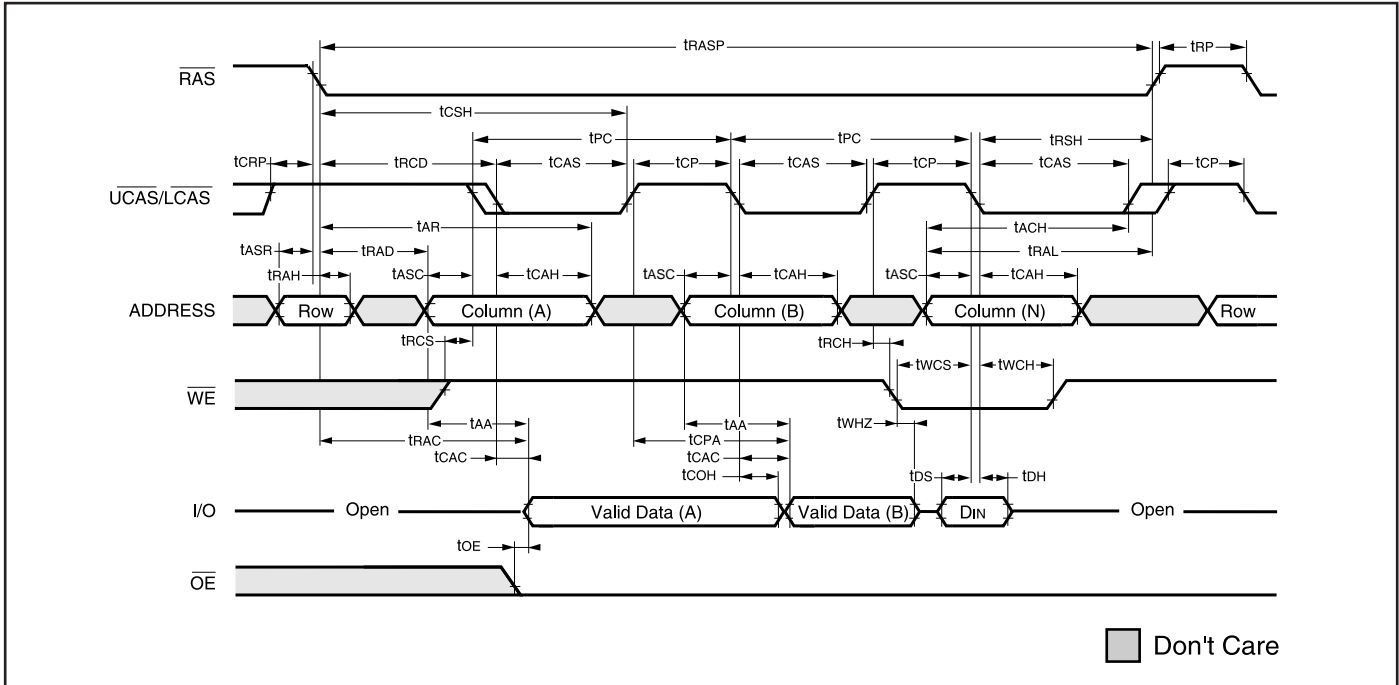 tRASP
tRP
RAS
tCSH
tPC
tPC
tRSH
tCRP
tRCD
tCAS
tCP
tCAS
tCP
tCAS
tCP
UCAS/LCAS
tAR
tACH
tASR
tRAD
tRAL
tRAH
tASC
tCAH
tASC
tCAH
tASC
tCAH
ADDRESS
Row
Column (A)
Column (B)
Column (N)
Row
tRCS
tRCH
tWCS
tWCH
WE
tAA
tAA
tWHZ
tRAC
tCPA
tCAC
tCAC
tCOH
tDS
tDH
I/O
Open
Valid Data (A)
Valid Data (B)
DIN
Open
tOE
OE
Don't Care